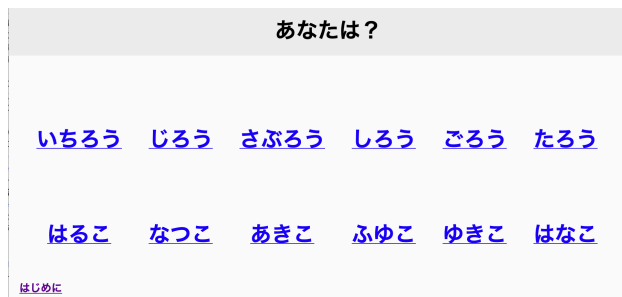 あなたは？
いちろう じろう さぶろう しろう ごろう たろう
はるこ なつこ あきこ ふゆこ ゆきこ はなこ
はじめに